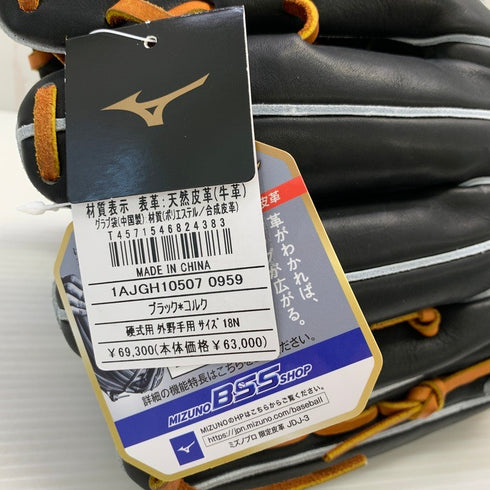 MIZUNO
材質表示 表革:天然皮革(牛革)
グラブ袋(中国製) 材質(ポリエステル/合成皮革)
T4571546824383
MADE IN CHINA
1AJGH10507 0959
ブラック*コルク
硬式用 外野手用 サイズ 18N
¥69,300(本体価格¥63,000)
皮革
革がわかれば、
が広がる。
詳細の機能特長はこちらをご
MIZUNO BSS SHOP
MIZUNOのHPはこちらからご覧ください。
https://jpn.mizuno.com/baseball
ミズノプロ 限定皮革 JDJ-3